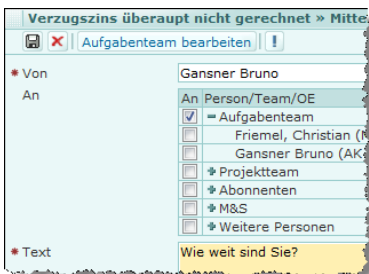 Verzugszins überaupt nicht gerechnet » Mitte
Aufgabenteam bearbeiten !
* Von Gansner Bruno
An An Person/Team/OE
Aufgabenteam
Friemel, Christian (
Gansner Bruno (AK
Projektteam
Abonnenten
M&S
Weitere Personen
* Text Wie weit sind Sie?